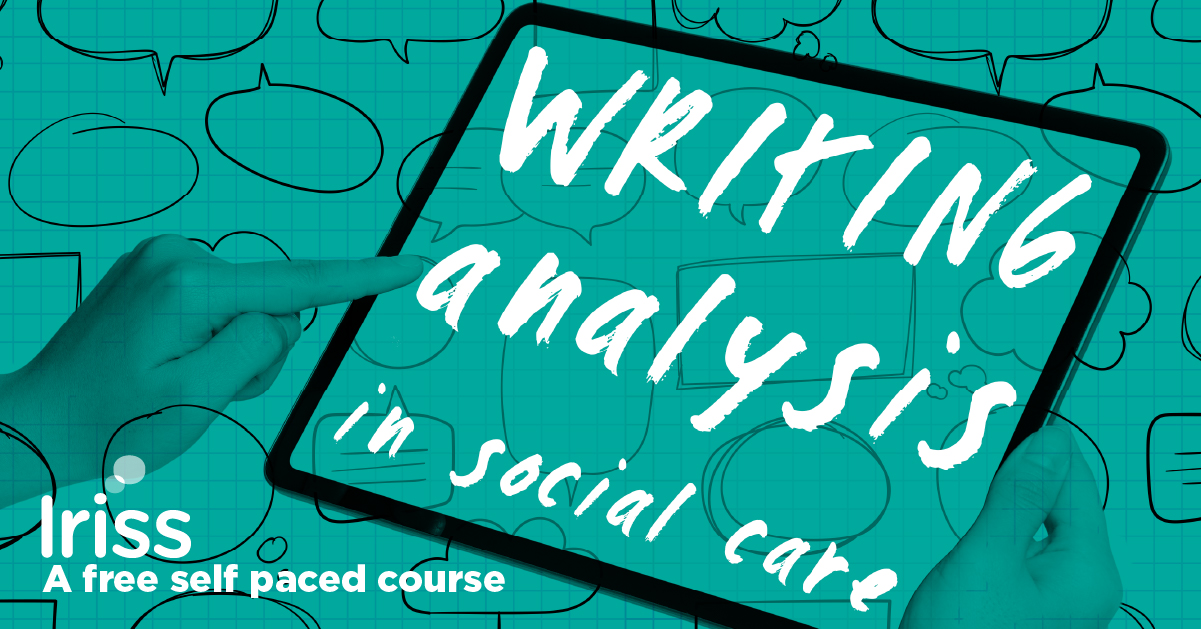 WRITING
analysis
in social care
Iriss
A free self paced course